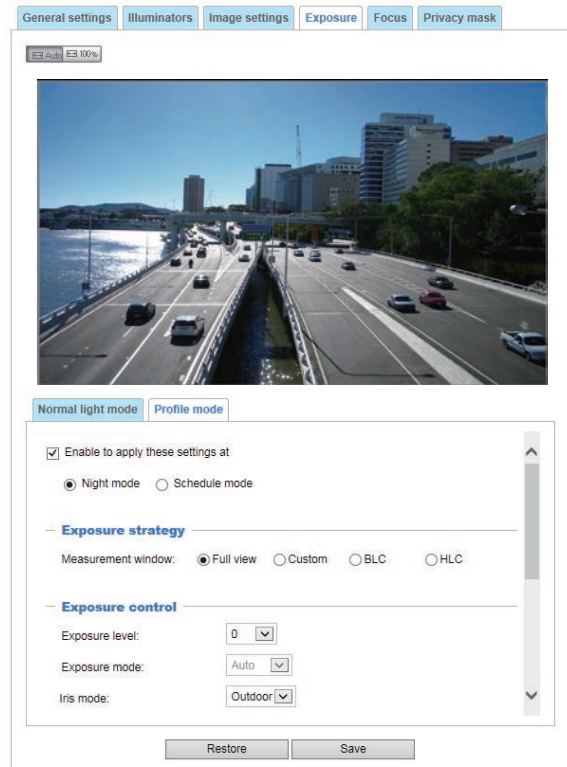 General settings Illuminators Image settings Exposure Focus Privacy mask
Auto 100%
Normal light mode Profile mode
Enable to apply these settings at
Night mode Schedule mode
Exposure strategy
Measurement window: Full view Custom BLC HLC
Exposure control
Exposure level: 0
Exposure mode: Auto
Iris mode: Outdoor
Restore Save